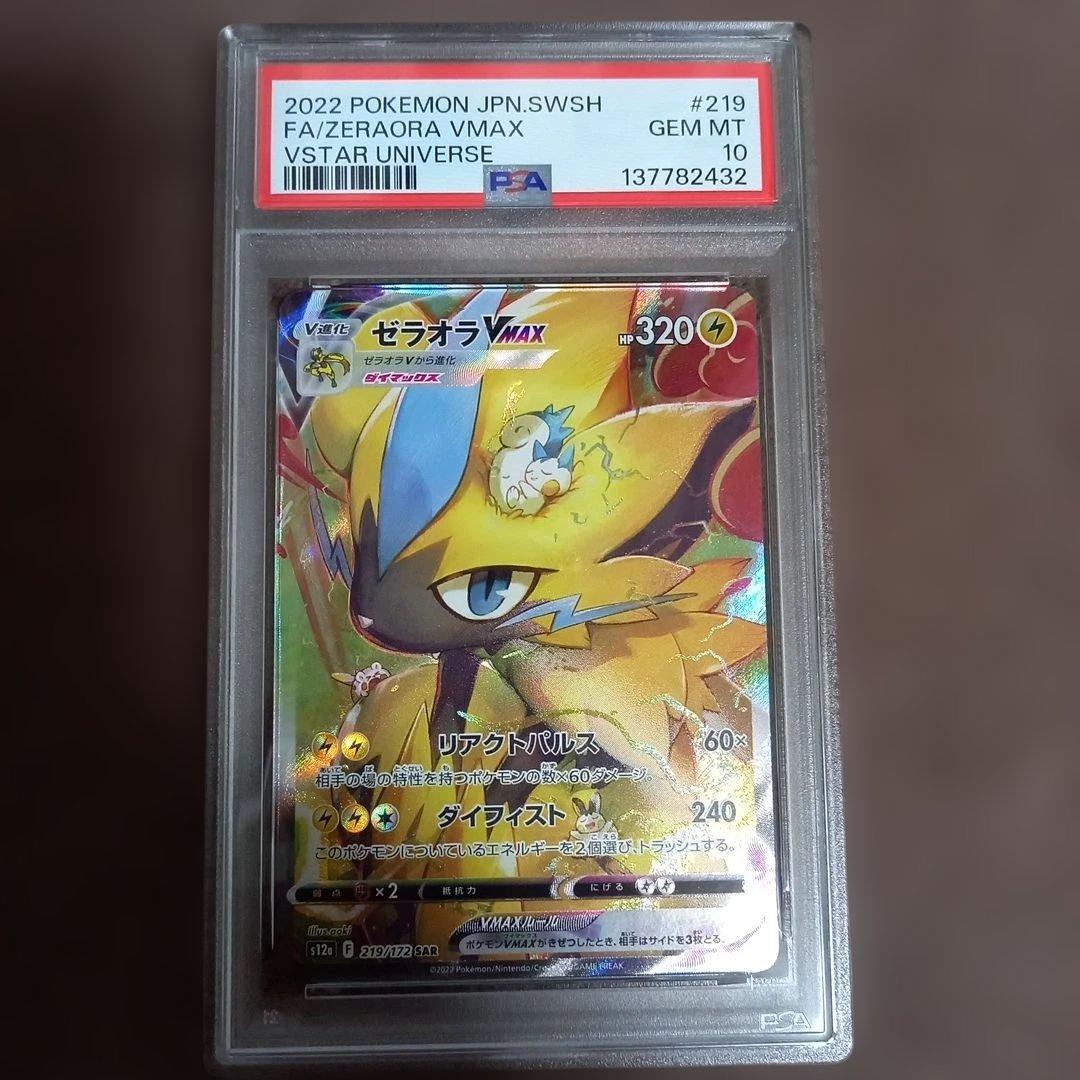 2022 POKEMON JPN.SWSH #219
FA/ZERAORA VMAX GEM MT
VSTAR UNIVERSE 10
PSA 137782432
V進化 ゼラオラVMAX HP320
ゼラオラVから進化
ダイマックス
リアクトパルス 60×
相手の場の特性を持つポケモンの数×60ダメージ。
ダイフィスト 240
このポケモンについているエネルギーを2個選び、トラッシュする。
弱点 ×2 抵抗力 にげる
VMAXルール
ポケモンVMAXがきぜつしたとき、相手はサイドを3枚とる。
Illus.aoki
s12a F 219/172 SAR
©2022 Pokémon/Nintendo/Creatures/GAME FREAK
PSA